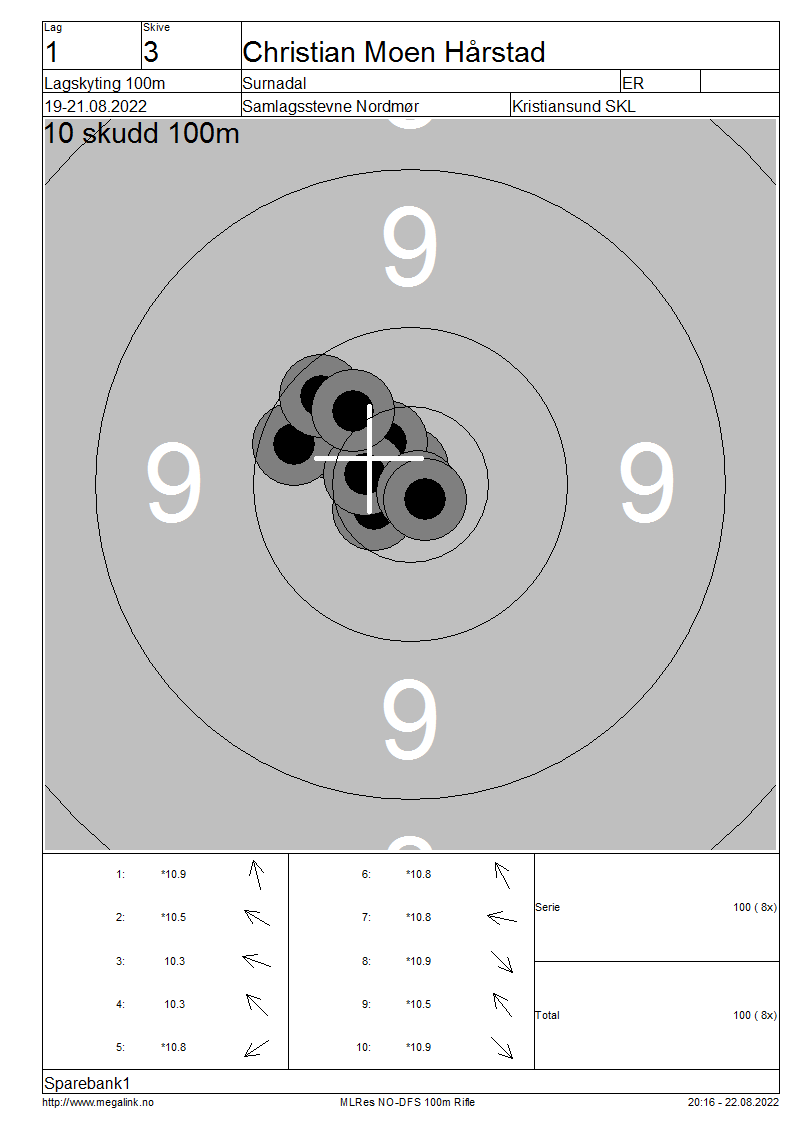 Lag Skive
1 3 Christian Moen Hårstad
Lagskyting 100m Surnadal ER
19-21.08.2022 Samlagsstevne Nordmør Kristiansund SKL
10 skudd 100m
9
9 9
9
1: *10.9 6: *10.8
2: *10.5 7: *10.8
Serie 100 ( 8x)
3: 10.3 8: *10.9
4: 10.3 9: *10.5
Total 100 ( 8x)
5: *10.8 10: *10.9
Sparebank1
http://www.megalink.no MLRes NO-DFS 100m Rifle 20:16 - 22.08.2022